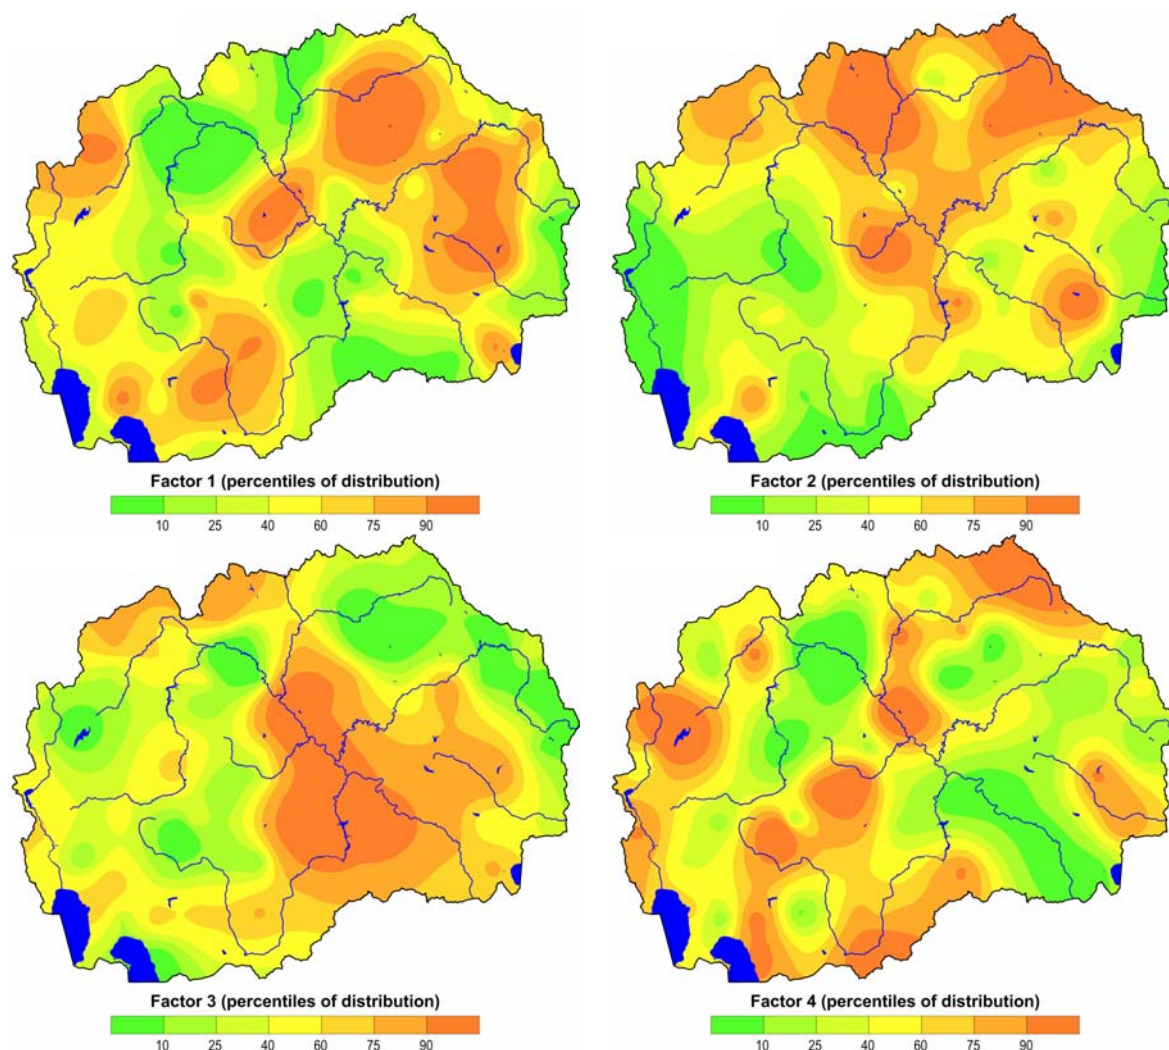 Factor 1 (percentiles of distribution)
10 25 40 60 75 90
Factor 2 (percentiles of distribution)
10 25 40 60 75 90
Factor 3 (percentiles of distribution)
10 25 40 60 75 90
Factor 4 (percentiles of distribution)
10 25 40 60 75 90